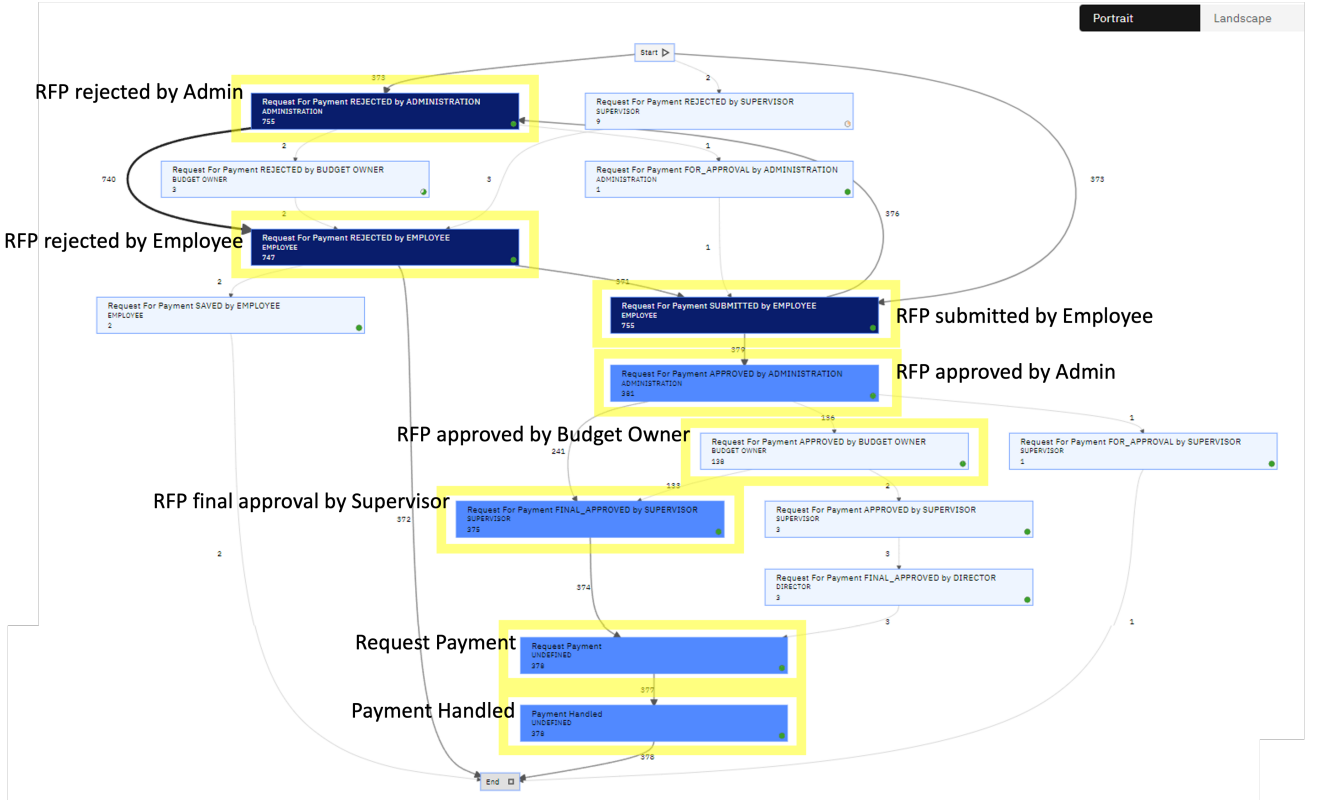 Portrait
Landscape
Start
373
2
RFP rejected by Admin
Request For Payment REJECTED by ADMINISTRATION
ADMINISTRATION
755
Request For Payment REJECTED by SUPERVISOR
SUPERVISOR
9
2
1
Request For Payment REJECTED by BUDGET OWNER
BUDGET OWNER
3
Request For Payment FOR_APPROVAL by ADMINISTRATION
ADMINISTRATION
1
740
3
373
2
376
RFP rejected by Employee
Request For Payment REJECTED by EMPLOYEE
EMPLOYEE
747
1
2
371
Request For Payment SAVED by EMPLOYEE
EMPLOYEE
2
Request For Payment SUBMITTED by EMPLOYEE
EMPLOYEE
755
RFP submitted by Employee
379
Request For Payment APPROVED by ADMINISTRATION
ADMINISTRATION
381
RFP approved by Admin
136
1
RFP approved by Budget Owner
Request For Payment APPROVED by BUDGET OWNER
BUDGET OWNER
138
Request For Payment FOR_APPROVAL by SUPERVISOR
SUPERVISOR
1
241
133
2
RFP final approval by Supervisor
Request For Payment FINAL_APPROVED by SUPERVISOR
SUPERVISOR
375
Request For Payment APPROVED by SUPERVISOR
SUPERVISOR
3
372
2
3
Request For Payment FINAL_APPROVED by DIRECTOR
DIRECTOR
3
374
3
1
Request Payment
Request Payment
UNDEFINED
378
377
Payment Handled
Payment Handled
UNDEFINED
378
378
End